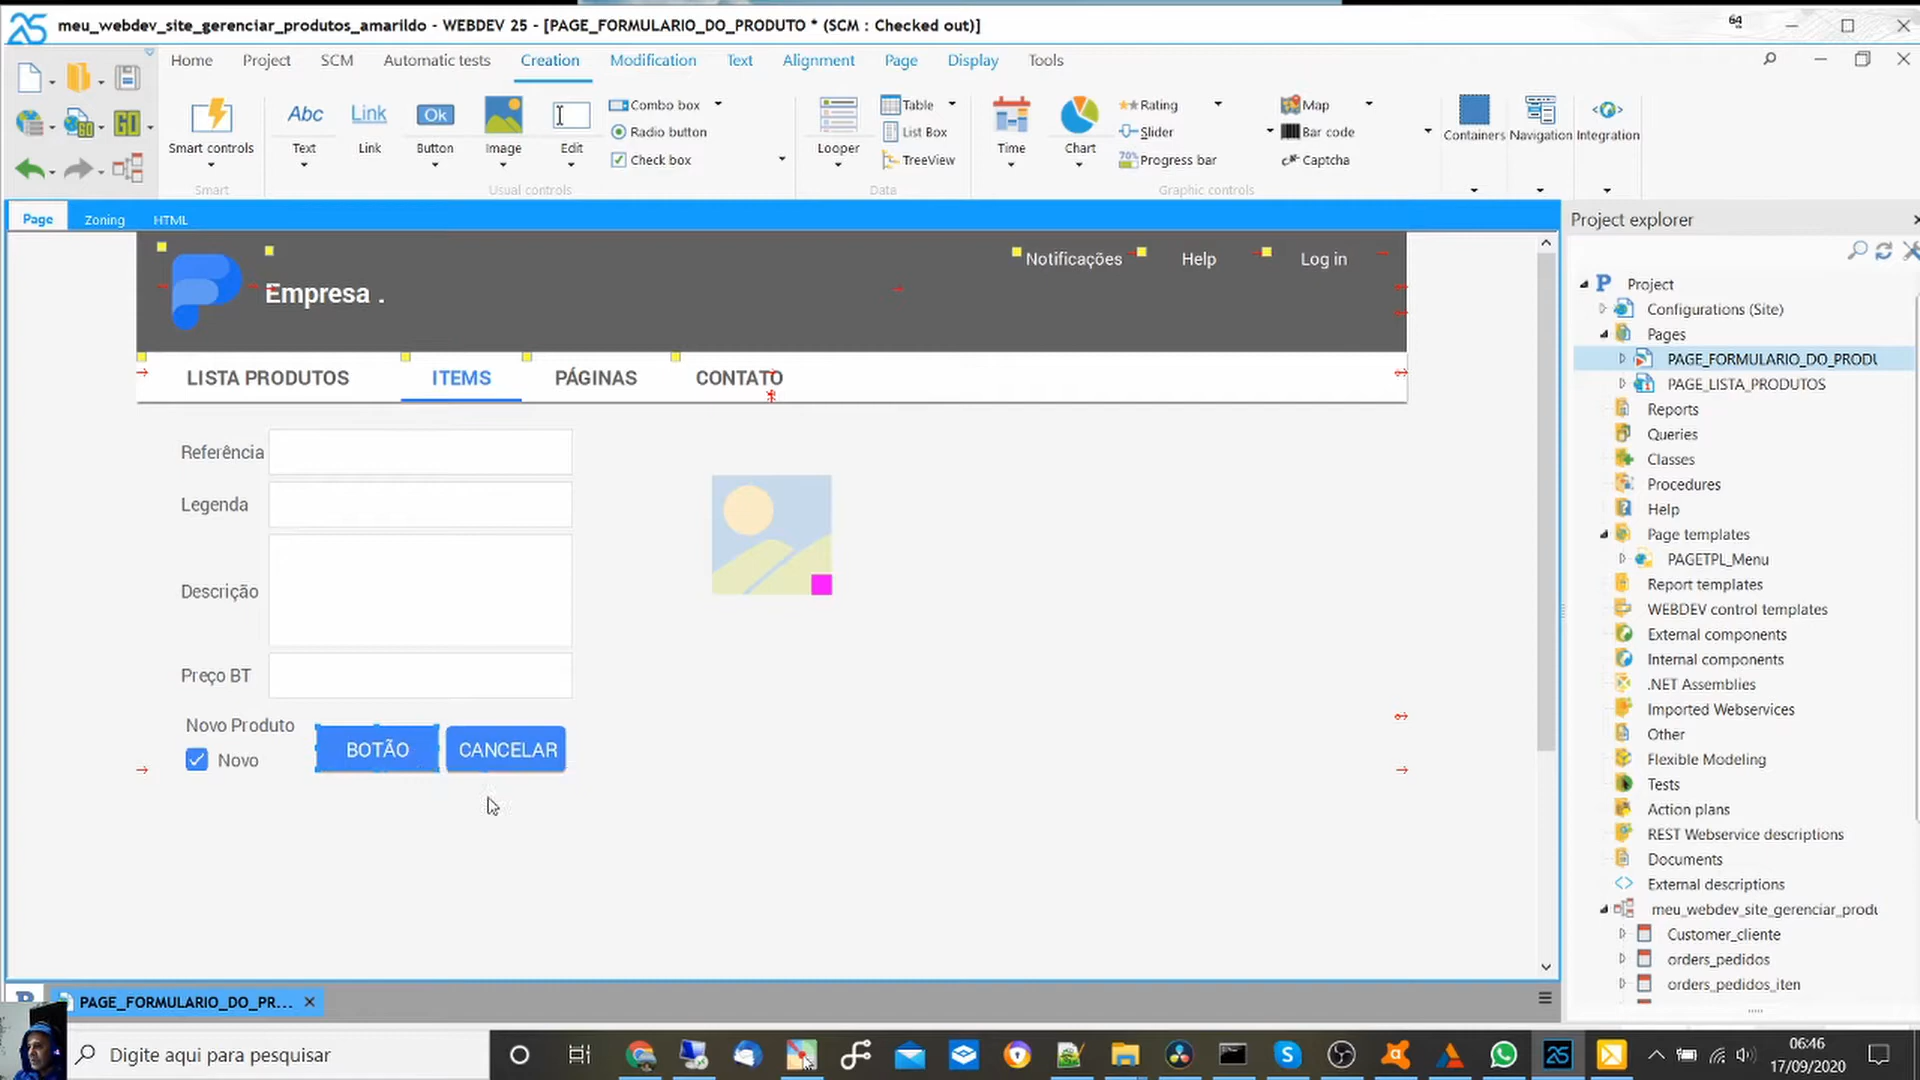 meu_webdev_site_gerenciar_produtos_amarildo - WEBDEV 25 - [PAGE_FORMULARIO_DO_PRODUTO * (SCM : Checked out)]
64
Home Project SCM Automatic tests Creation Modification Text Alignment Page Display Tools
Smart controls
Abc Text
Link Link
Ok Button
Image
Edit
Combo box
Radio button
Check box
Looper
Table
List Box
TreeView
Time
Chart
Rating
Slider
70% Progress bar
Map
Bar code
Captcha
Containers Navigation Integration
Smart Usual controls Data Graphic controls
Page Zoning HTML
Notificações Help Log in
Empresa .
LISTA PRODUTOS ITEMS PÁGINAS CONTATO
Referência
Legenda
Descrição
Preço BT
Novo Produto
Novo
BOTÃO CANCELAR
Project explorer
Project
Configurations (Site)
Pages
PAGE_FORMULARIO_DO_PRODU
PAGE_LISTA_PRODUTOS
Reports
Queries
Classes
Procedures
Help
Page templates
PAGETPL_Menu
Report templates
WEBDEV control templates
External components
Internal components
.NET Assemblies
Imported Webservices
Other
Flexible Modeling
Tests
Action plans
REST Webservice descriptions
Documents
External descriptions
meu_webdev_site_gerenciar_produ
Customer_cliente
orders_pedidos
orders_pedidos_iten
PAGE_FORMULARIO_DO_PR...
Digite aqui para pesquisar
06:46
17/09/2020